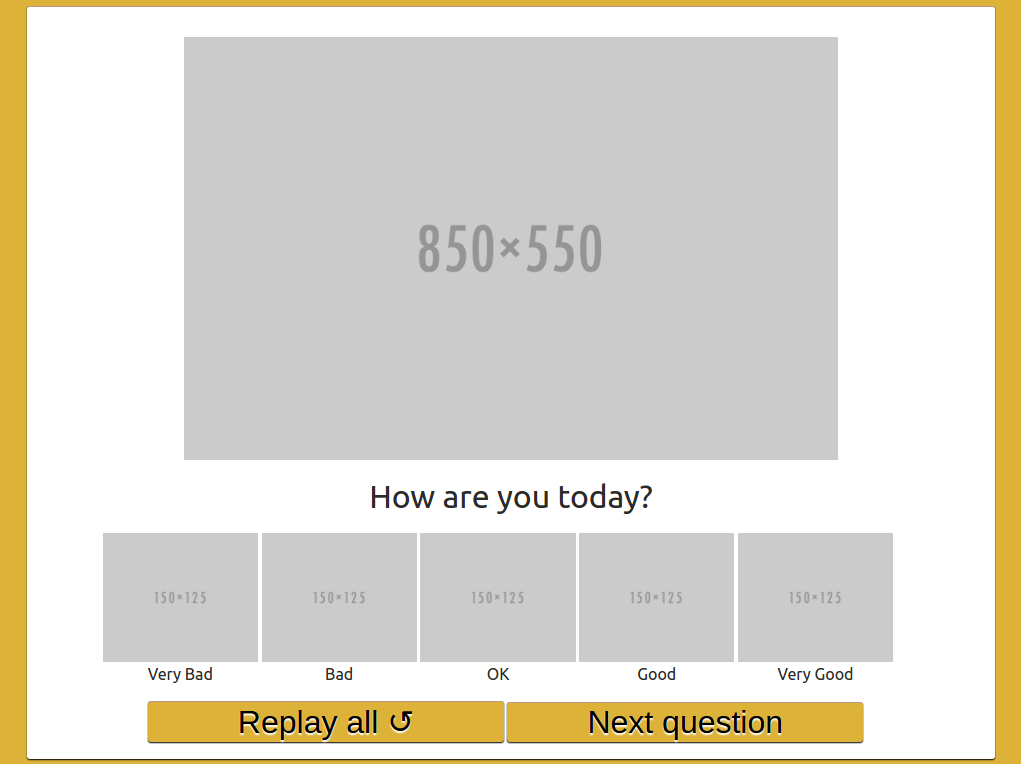 850×550
How are you today?
150×125 150×125 150×125 150×125 150×125
Very Bad Bad OK Good Very Good
Replay all ↺ Next question